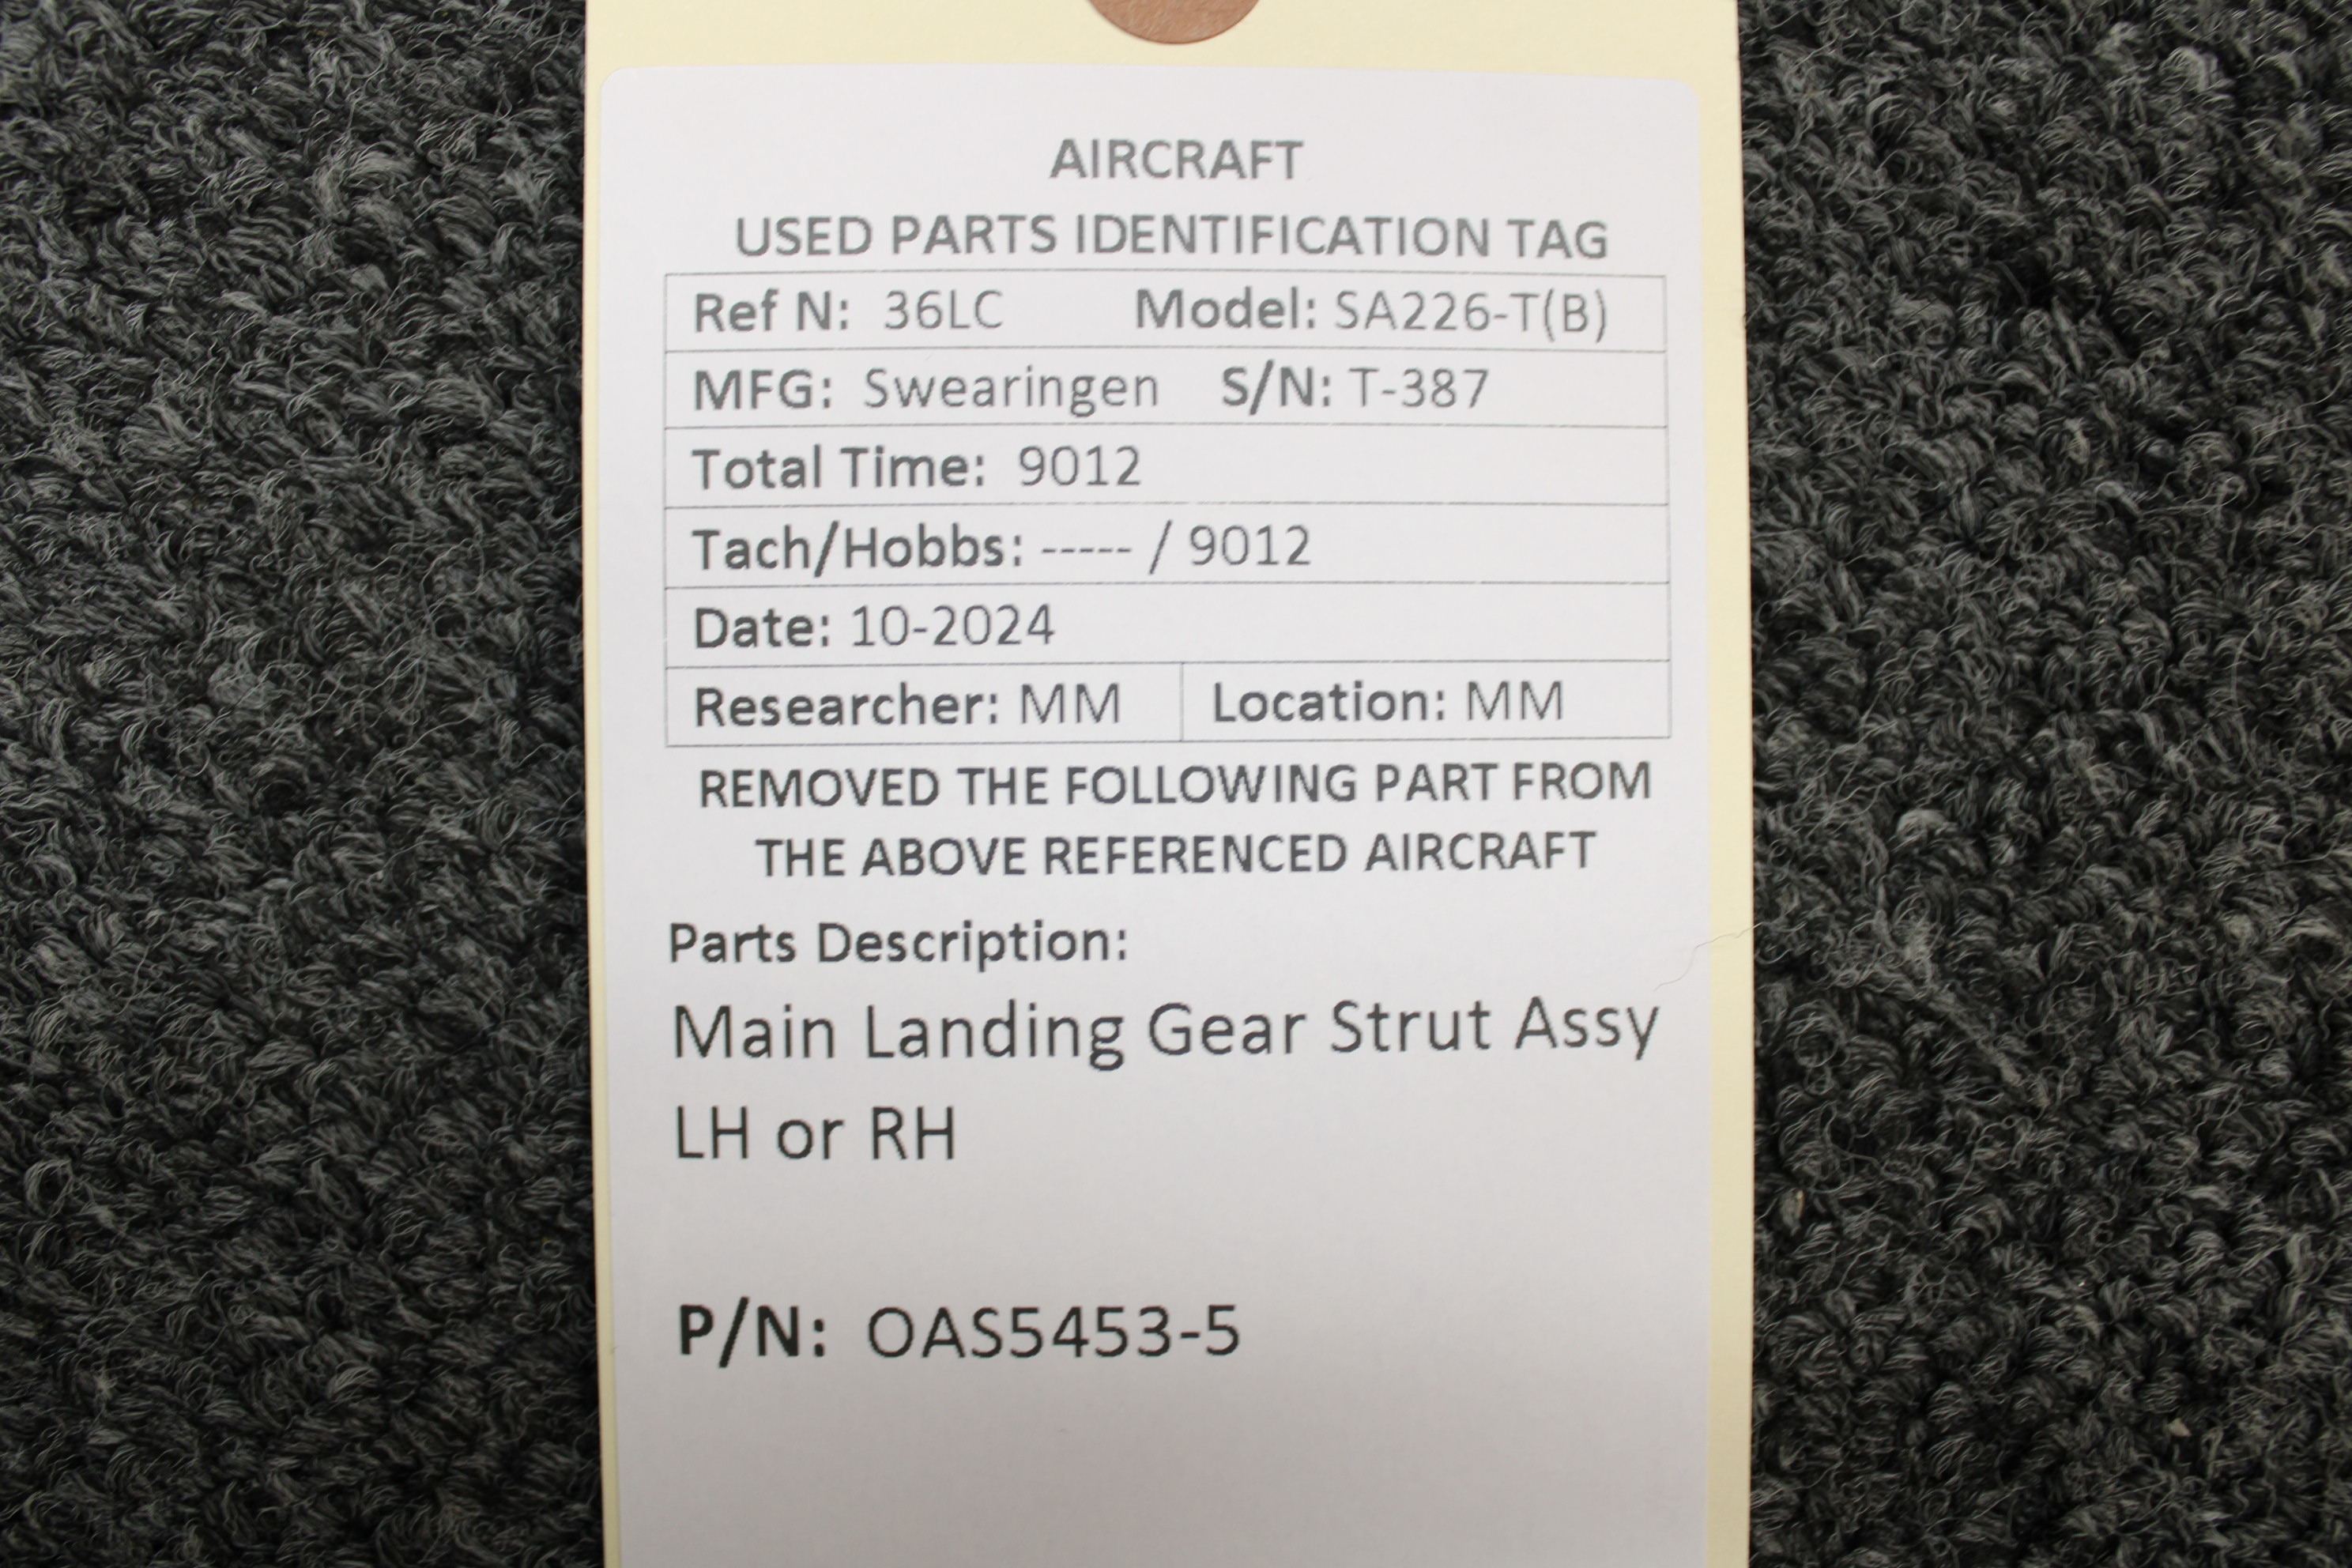 AIRCRAFT
USED PARTS IDENTIFICATION TAG
Ref N: 36LC Model: SA226-T(B)
MFG: Swearingen S/N: T-387
Total Time: 9012
Tach/Hobbs: ----- / 9012
Date: 10-2024
Researcher: MM Location: MM
REMOVED THE FOLLOWING PART FROM
THE ABOVE REFERENCED AIRCRAFT
Parts Description:
Main Landing Gear Strut Assy
LH or RH
P/N: OAS5453-5